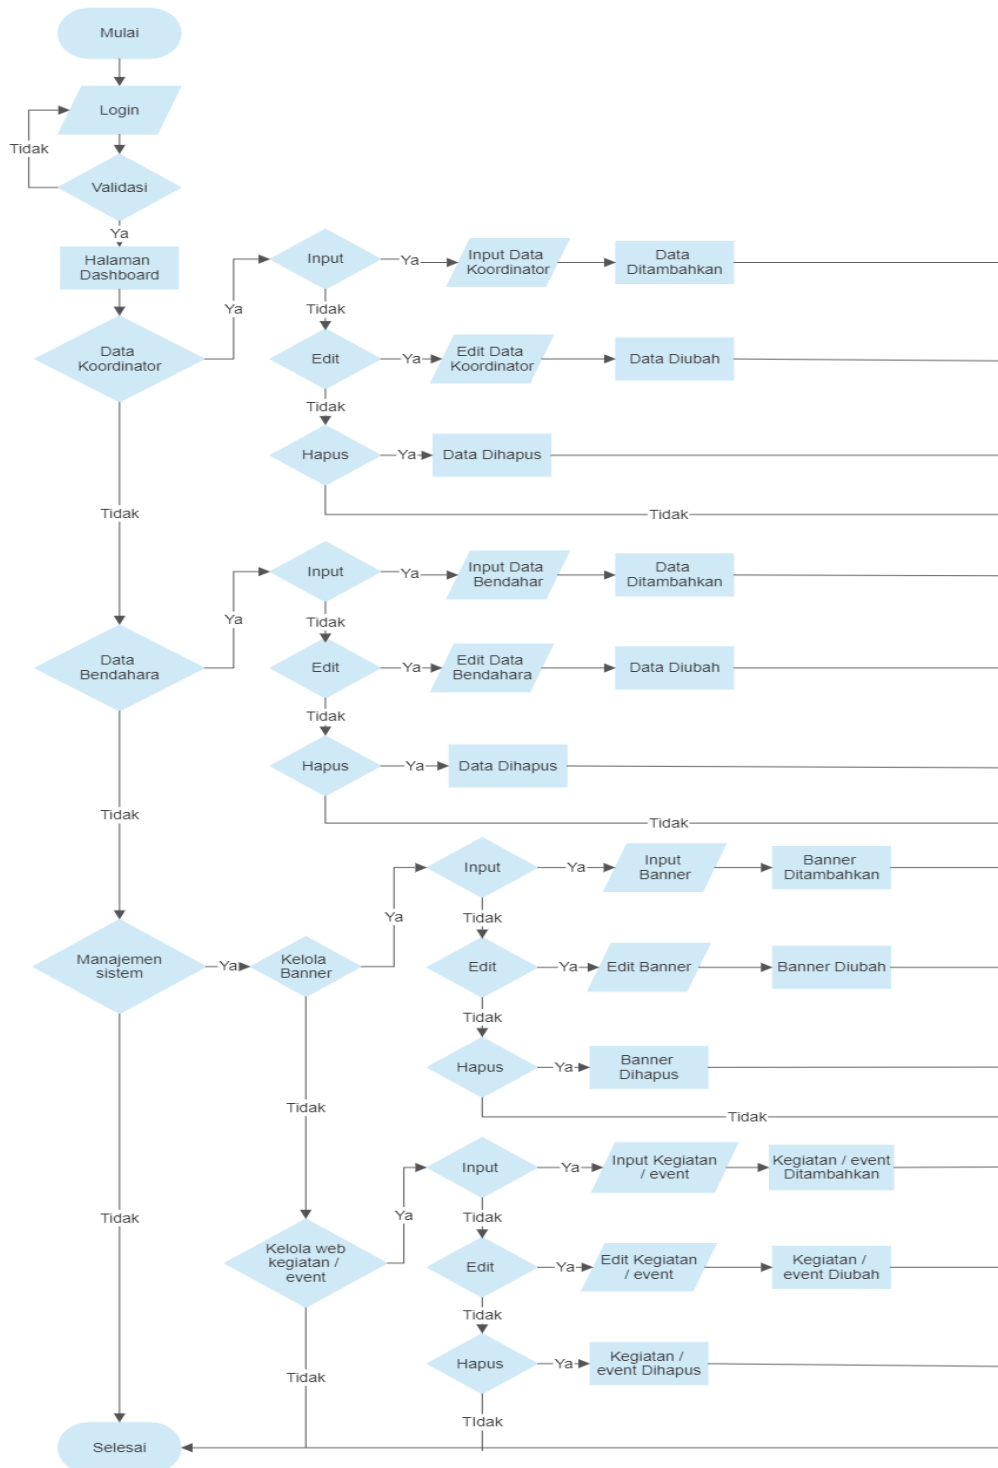 Mulai
Login
Tidak
Validasi
Ya
Halaman
Dashboard
Data
Koordinator
Ya
Input
Ya
Input Data
Koordinator
Data
Ditambahkan
Tidak
Edit
Ya
Edit Data
Koordinator
Data Diubah
Tidak
Hapus
Ya
Data Dihapus
Tidak
Tidak
Data
Bendahara
Ya
Input
Ya
Input Data
Bendahar
Data
Ditambahkan
Tidak
Edit
Ya
Edit Data
Bendahara
Data Diubah
Tidak
Hapus
Ya
Data Dihapus
Tidak
Tidak
Manajemen
sistem
Ya
Kelola
Banner
Ya
Input
Ya
Input
Banner
Banner
Ditambahkan
Tidak
Edit
Ya
Edit Banner
Banner Diubah
Tidak
Hapus
Ya
Banner
Dihapus
Tidak
Tidak
Kelola web
kegiatan /
event
Ya
Input
Ya
Input Kegiatan
/ event
Kegiatan / event
Ditambahkan
Tidak
Edit
Ya
Edit Kegiatan
/ event
Kegiatan /
event Diubah
Tidak
Hapus
Ya
Kegiatan /
event Dihapus
TIdak
Tidak
Tidak
Selesai